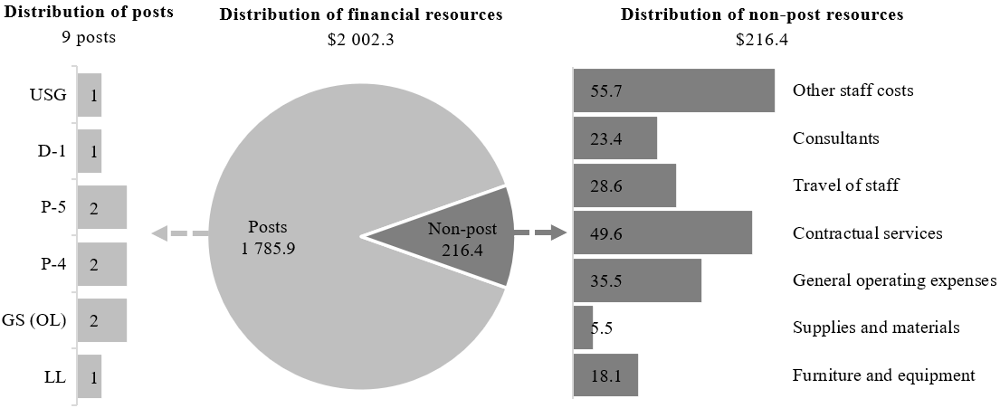 Distribution of posts
9 posts
USG 1
D-1 1
P-5 2
P-4 2
GS (OL) 2
LL 1
Distribution of financial resources
$2 002.3
Posts
1 785.9
Non-post
216.4
Distribution of non-post resources
$216.4
55.7 Other staff costs
23.4 Consultants
28.6 Travel of staff
49.6 Contractual services
35.5 General operating expenses
5.5 Supplies and materials
18.1 Furniture and equipment